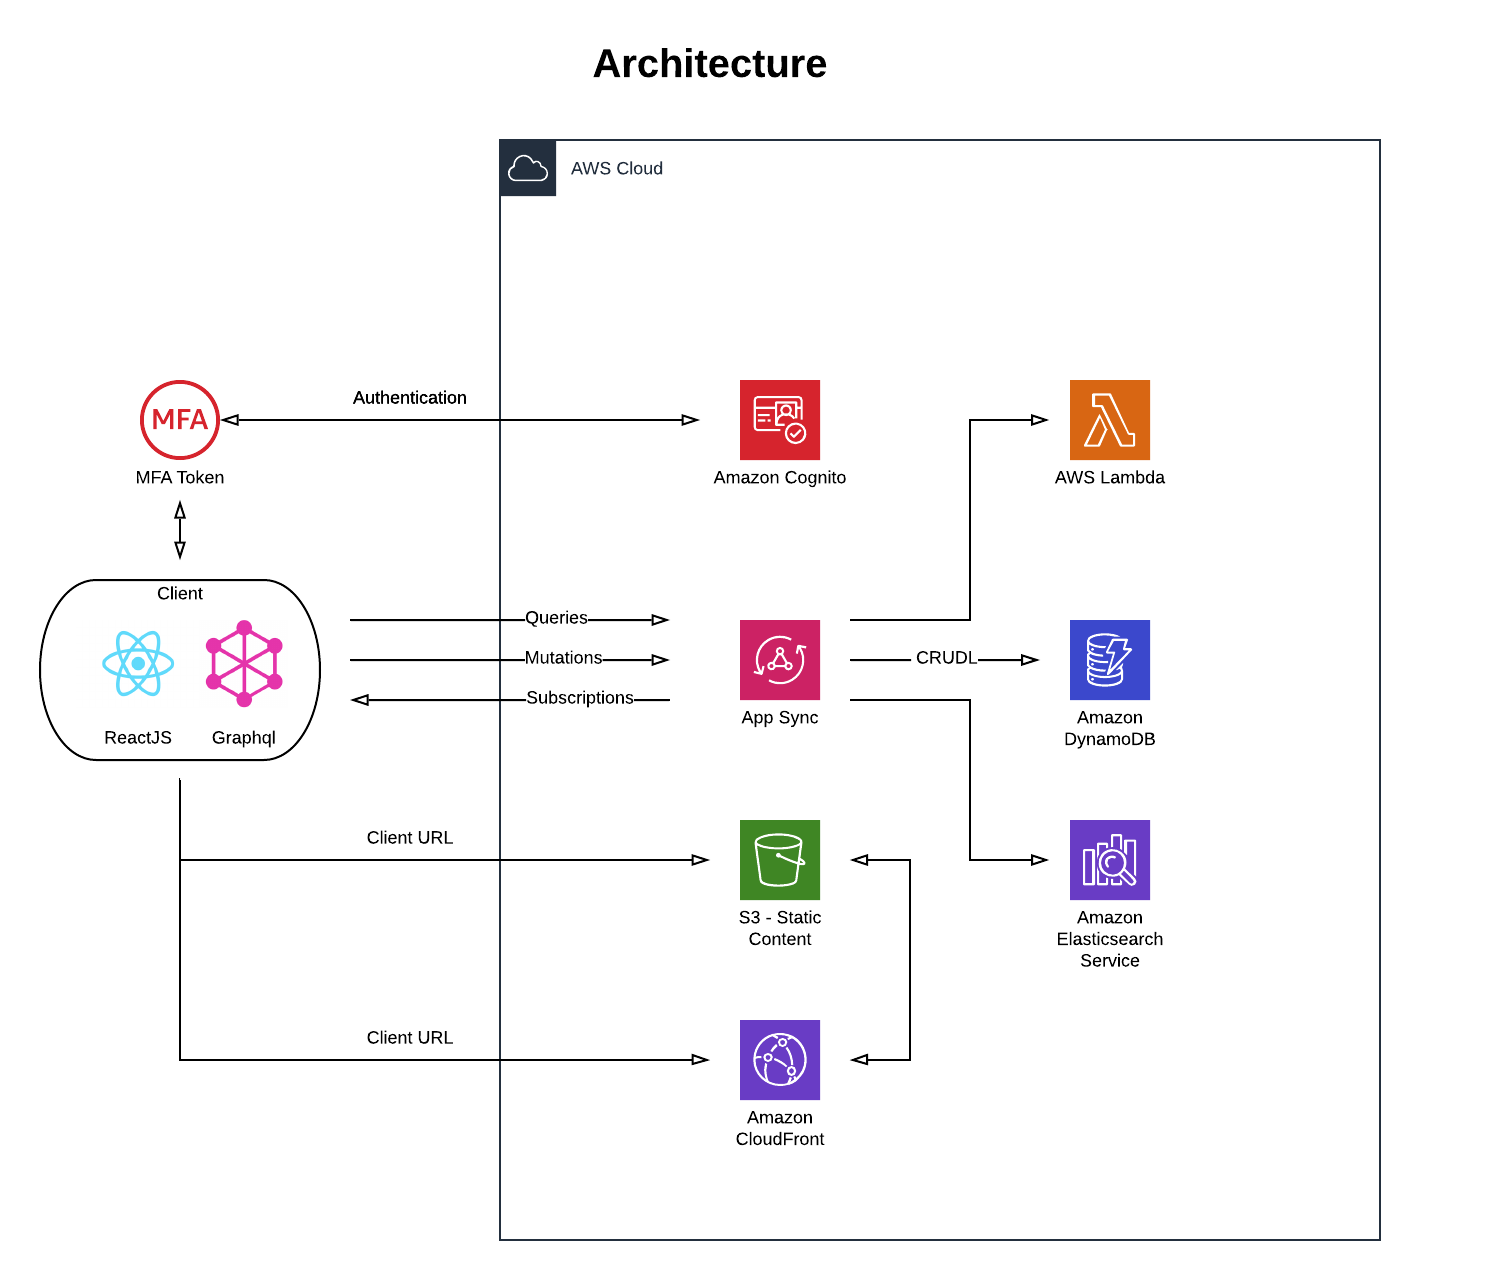 Architecture
AWS Cloud
Authentication
MFA
MFA Token
Amazon Cognito
AWS Lambda
Client
ReactJS
Graphql
Queries
Mutations
Subscriptions
App Sync
CRUDL
Amazon
DynamoDB
Client URL
S3 - Static
Content
Amazon
Elasticsearch
Service
Client URL
Amazon
CloudFront